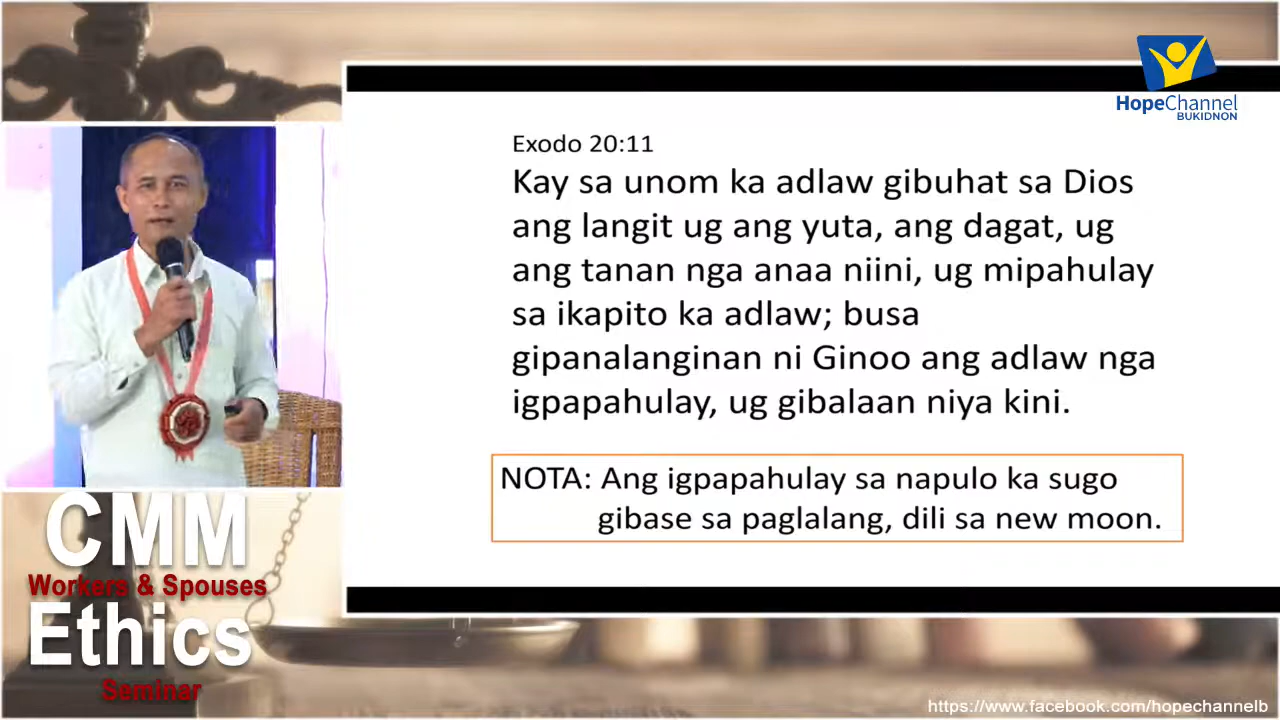 HopeChannel
BUKIDNON
Exodo 20:11
Kay sa unom ka adlaw gibuhat sa Dios
ang langit ug ang yuta, ang dagat, ug
ang tanan nga anaa niini, ug mipahulay
sa ikapito ka adlaw; busa
gipanalanginan ni Ginoo ang adlaw nga
igpapahulay, ug gibalaan niya kini.
NOTA: Ang igpapahulay sa napulo ka sugo
gibase sa paglalang, dili sa new moon.
CMM
Workers & Spouses
Ethics
Seminar
https://www.facebook.com/hopechannelb